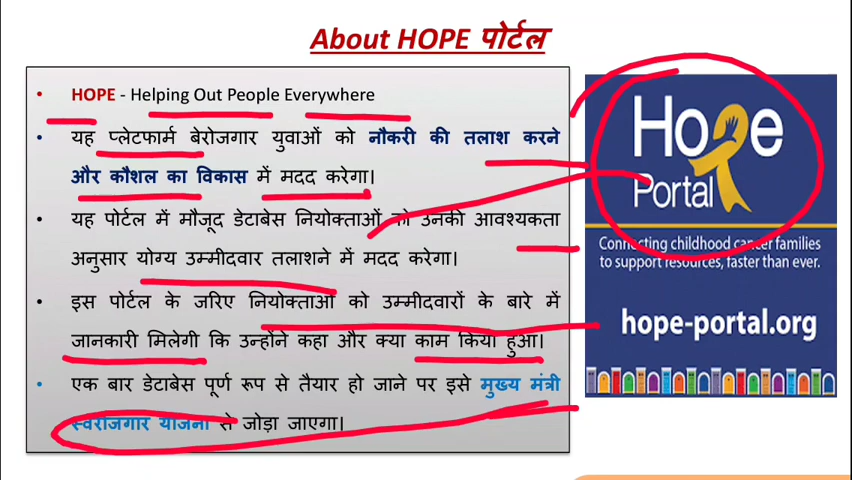 About HOPE पोर्टल
• HOPE - Helping Out People Everywhere
• यह प्लेटफार्म बेरोजगार युवाओं को नौकरी की तलाश करने
और कौशल का विकास में मदद करेगा।
• यह पोर्टल में मौजूद डेटाबेस नियोक्ताओं को उनकी आवश्यकता
अनुसार योग्य उम्मीदवार तलाशने में मदद करेगा।
• इस पोर्टल के जरिए नियोक्ताओं को उम्मीदवारों के बारे में
जानकारी मिलेगी कि उन्होंने कहा और क्या काम किया हुआ।
• एक बार डेटाबेस पूर्ण रूप से तैयार हो जाने पर इसे मुख्य मंत्री
स्वरोजगार योजना से जोड़ा जाएगा।
Hope
Portal
Connecting childhood cancer families
to support resources, faster than ever.
hope-portal.org